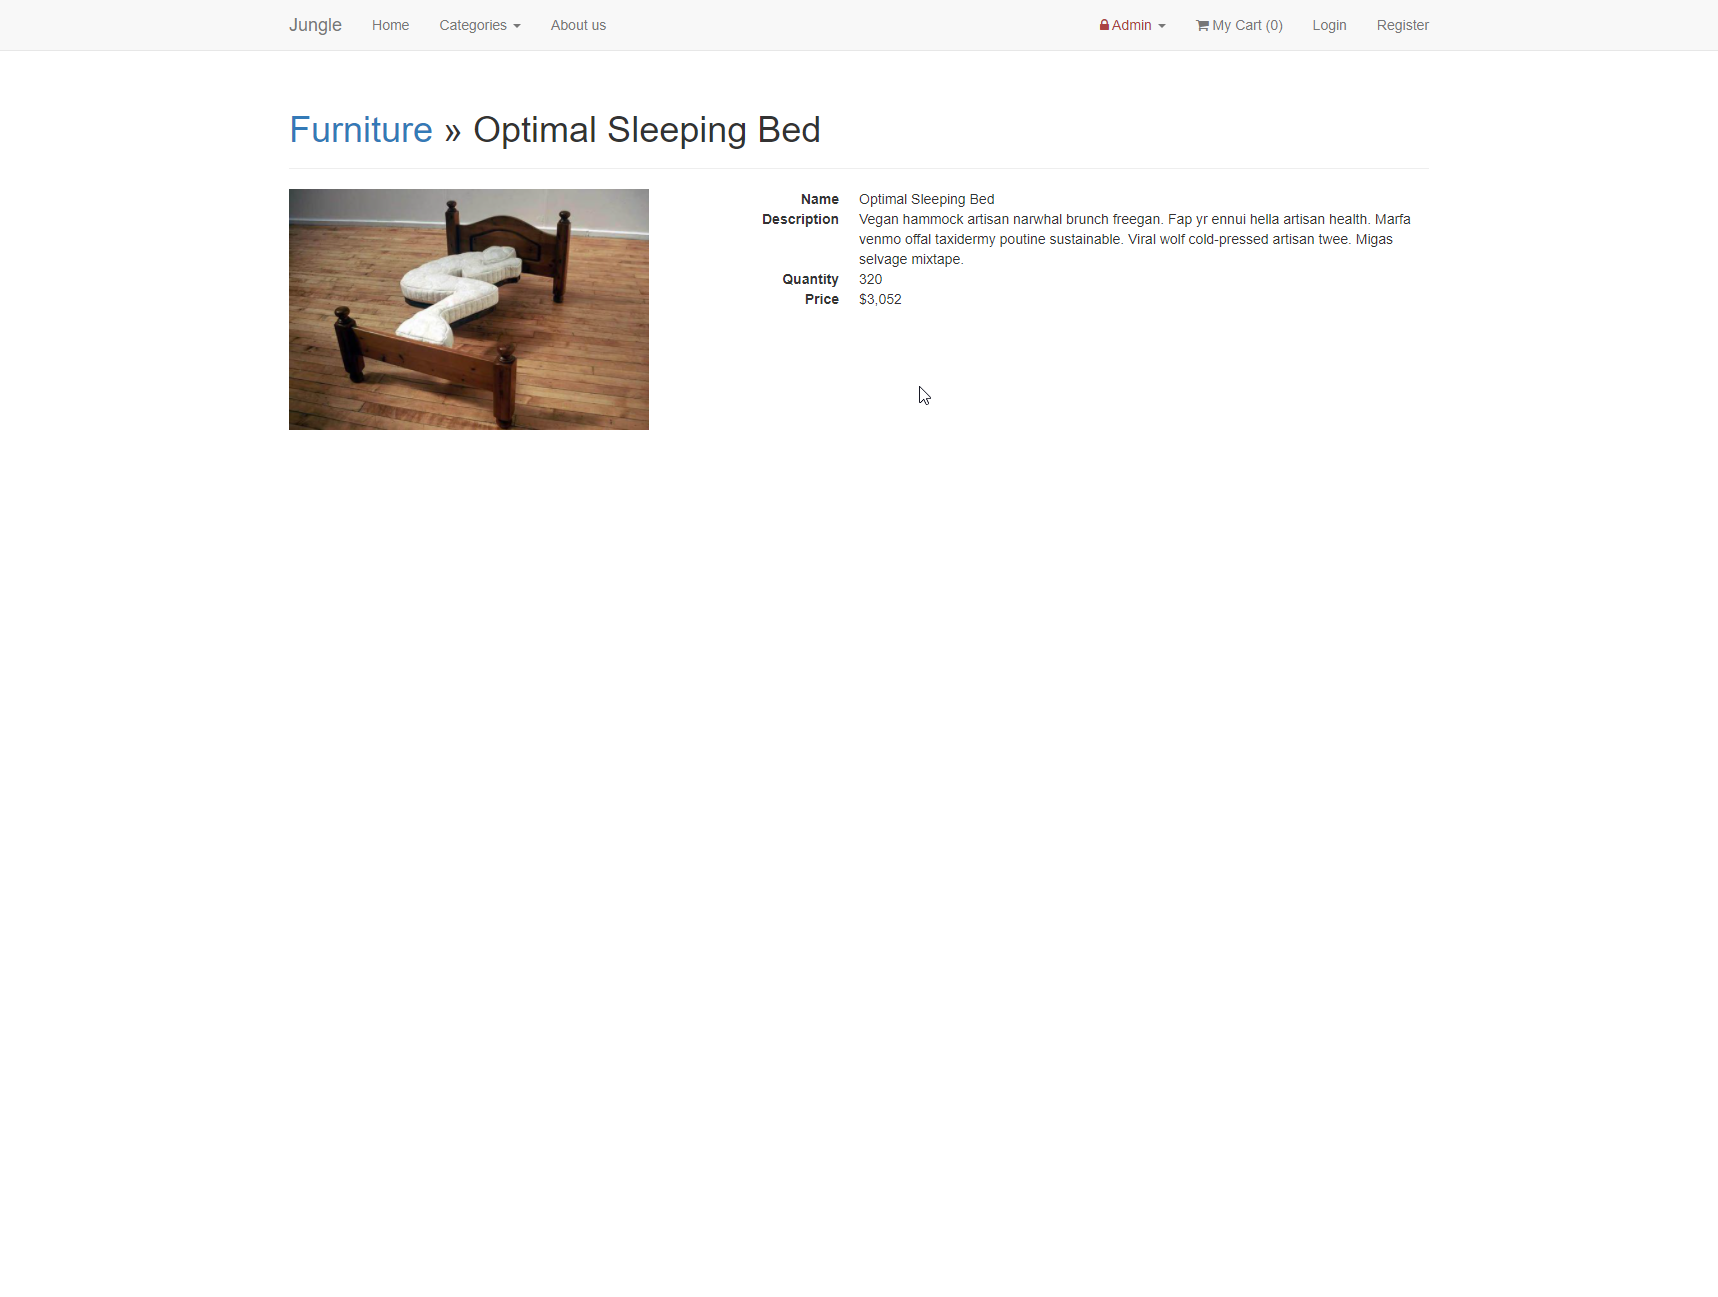 Jungle Home Categories About us Admin My Cart (0) Login Register
Furniture » Optimal Sleeping Bed
Name Optimal Sleeping Bed
Description Vegan hammock artisan narwhal brunch freegan. Fap yr ennui hella artisan health. Marfa
venmo offal taxidermy poutine sustainable. Viral wolf cold-pressed artisan twee. Migas
selvage mixtape.
Quantity 320
Price $3,052